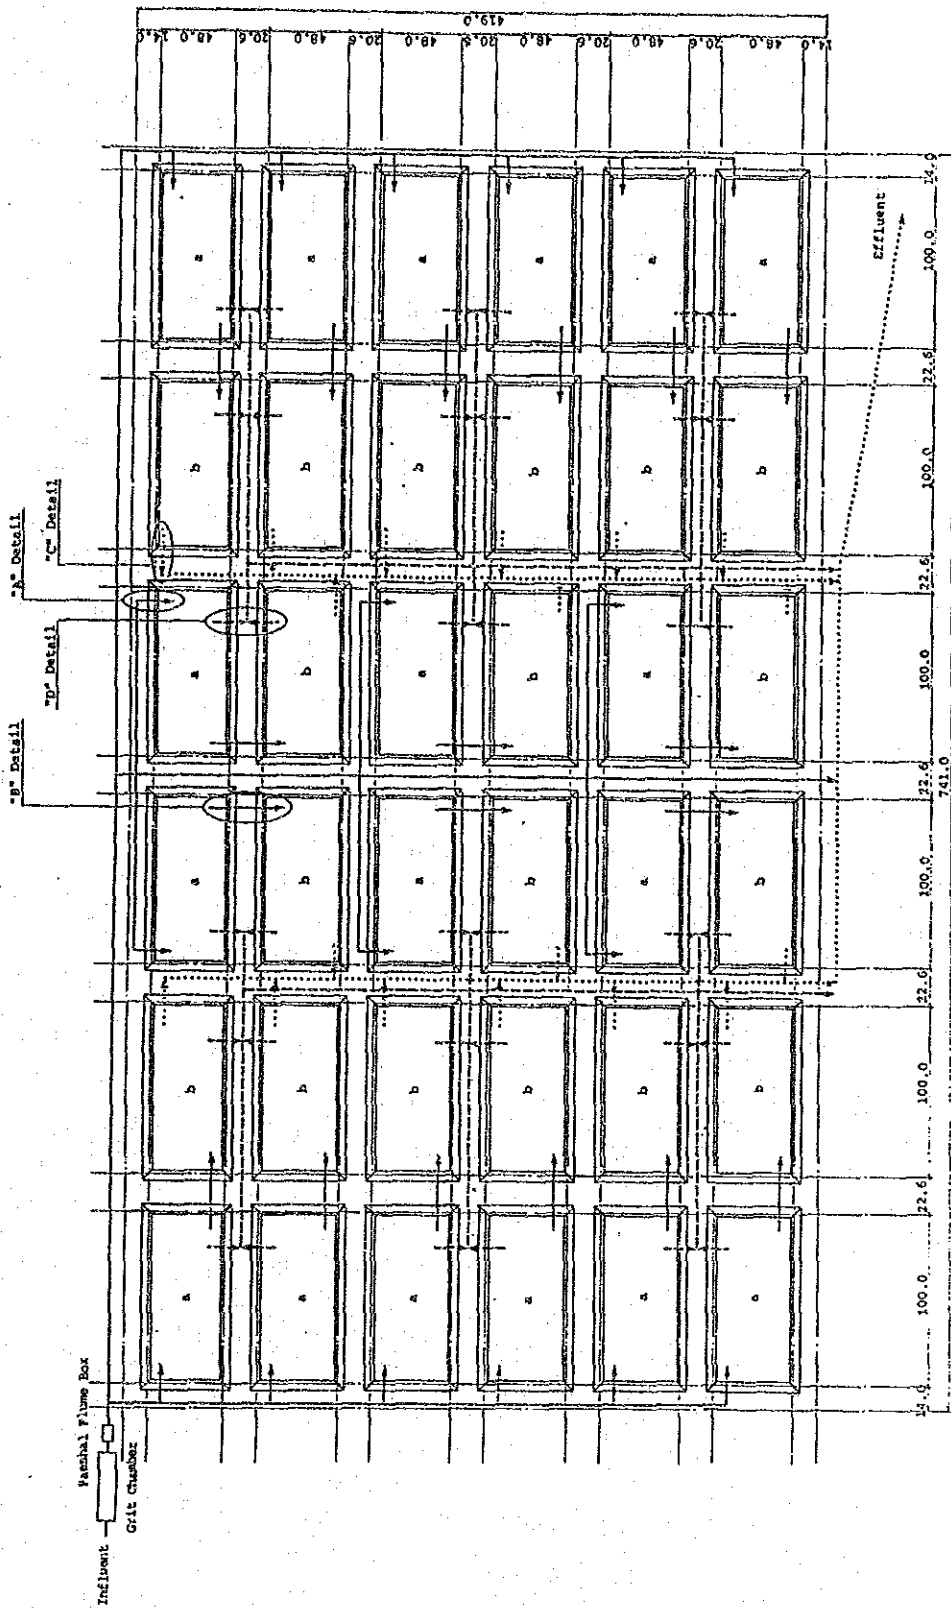 Influent
Grit Chamber
Paeshal Flume Box
"B" Detail
"D" Detail
"A" Detail
"C" Detail
a b a a b a
a b b b b a
a b a a b a
a b b b b a
a b a a b a
b b b b a
419.0
14.0 48.0 20.6 48.0 20.6 48.0 20.6 48.0 20.6 48.0 20.6 48.0 14.0
Effluent
14.0 100.0 22.6 100.0 22.6 100.0 22.6 100.0 22.6 100.0 22.6 100.0 14.0
741.0